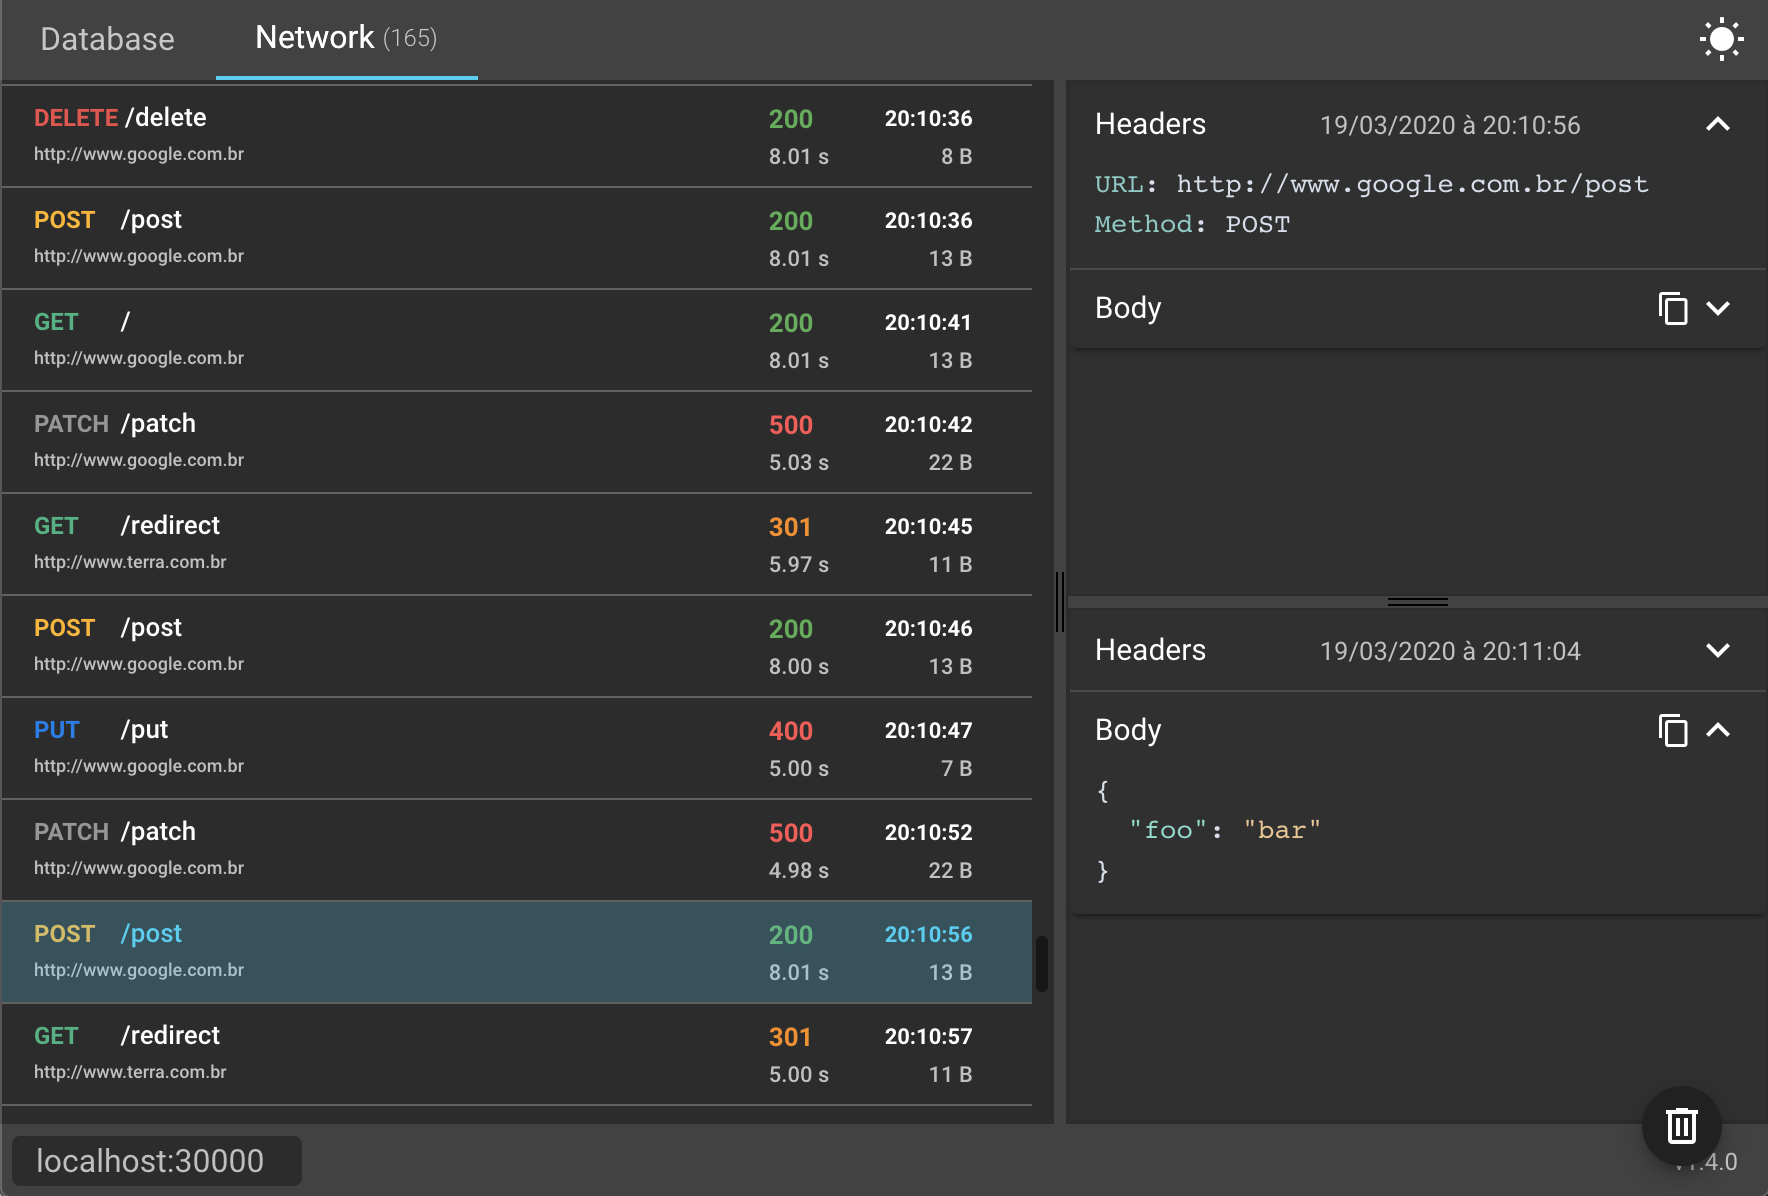 Database Network (165)
DELETE /delete 200 20:10:36
http://www.google.com.br 8.01 s 8 B
POST /post 200 20:10:36
http://www.google.com.br 8.01 s 13 B
GET / 200 20:10:41
http://www.google.com.br 8.01 s 13 B
PATCH /patch 500 20:10:42
http://www.google.com.br 5.03 s 22 B
GET /redirect 301 20:10:45
http://www.terra.com.br 5.97 s 11 B
POST /post 200 20:10:46
http://www.google.com.br 8.00 s 13 B
PUT /put 400 20:10:47
http://www.google.com.br 5.00 s 7 B
PATCH /patch 500 20:10:52
http://www.google.com.br 4.98 s 22 B
POST /post 200 20:10:56
http://www.google.com.br 8.01 s 13 B
GET /redirect 301 20:10:57
http://www.terra.com.br 5.00 s 11 B
Headers 19/03/2020 à 20:10:56
URL: http://www.google.com.br/post
Method: POST
Body
Headers 19/03/2020 à 20:11:04
Body
{
"foo": "bar"
}
localhost:30000